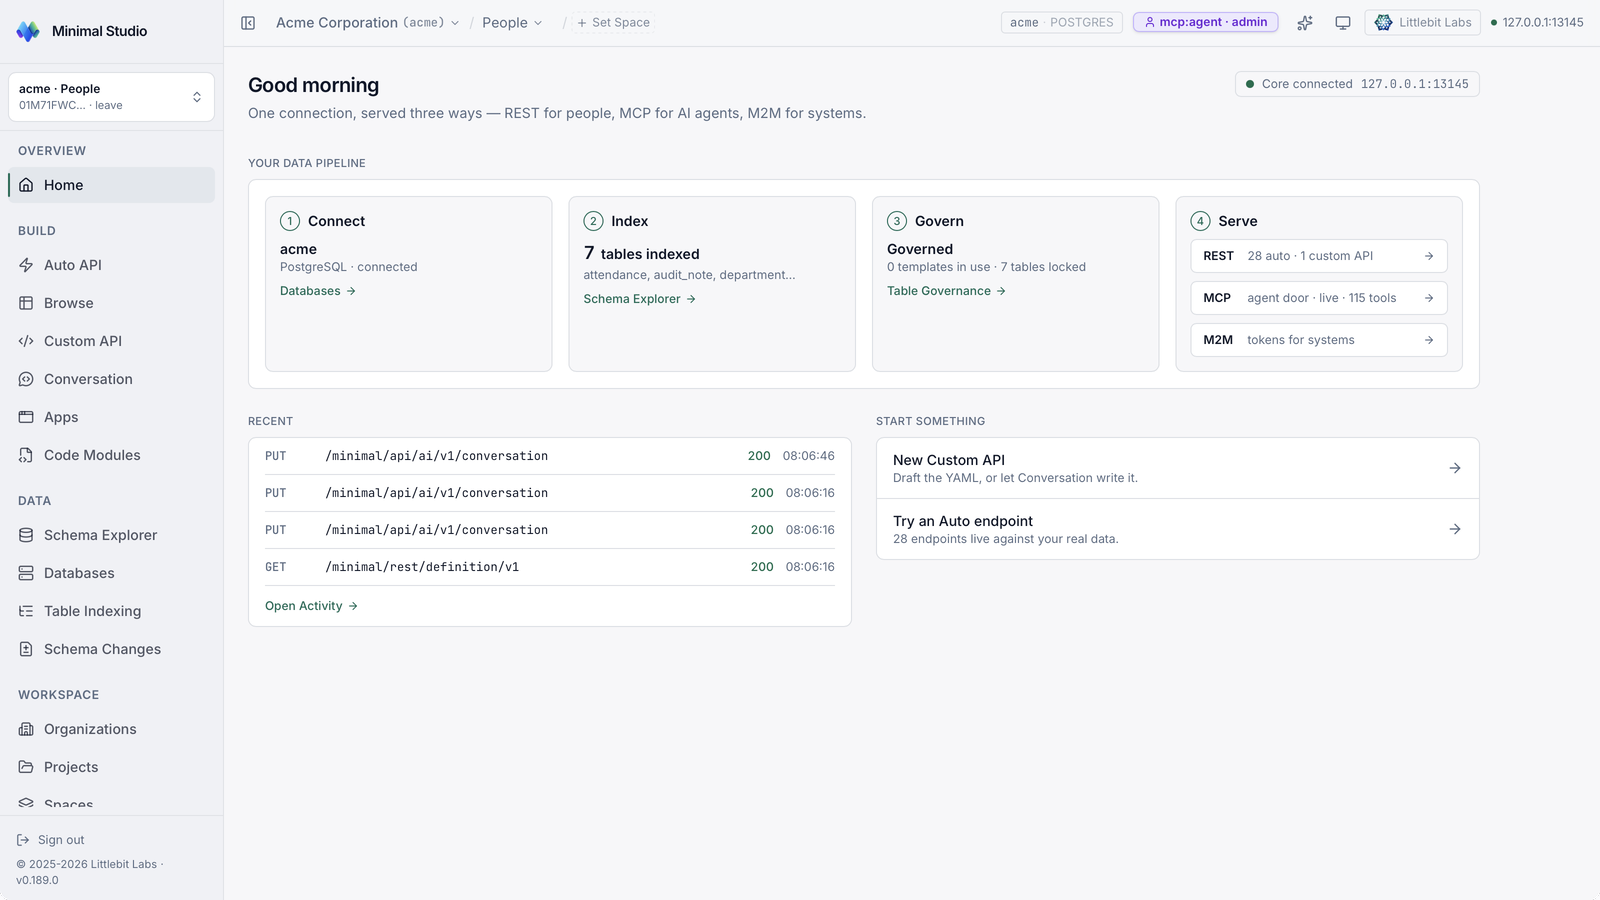 Minimal Studio
acme · People
01M71FWC... · leave
OVERVIEW
Home
BUILD
Auto API
Browse
Custom API
Conversation
Apps
Code Modules
DATA
Schema Explorer
Databases
Table Indexing
Schema Changes
WORKSPACE
Organizations
Projects
Spaces
Sign out
© 2025-2026 Littlebit Labs ·
v0.189.0
Acme Corporation (acme) / People / + Set Space
acme · POSTGRES
mcp:agent · admin
Littlebit Labs
127.0.0.1:13145
Good morning
One connection, served three ways — REST for people, MCP for AI agents, M2M for systems.
Core connected 127.0.0.1:13145
YOUR DATA PIPELINE
1 Connect
acme
PostgreSQL · connected
Databases →
2 Index
7 tables indexed
attendance, audit_note, department...
Schema Explorer →
3 Govern
Governed
0 templates in use · 7 tables locked
Table Governance →
4 Serve
REST 28 auto · 1 custom API →
MCP agent door · live · 115 tools →
M2M tokens for systems →
RECENT
PUT /minimal/api/ai/v1/conversation 200 08:06:46
PUT /minimal/api/ai/v1/conversation 200 08:06:16
PUT /minimal/api/ai/v1/conversation 200 08:06:16
GET /minimal/rest/definition/v1 200 08:06:16
Open Activity →
START SOMETHING
New Custom API
Draft the YAML, or let Conversation write it.
Try an Auto endpoint
28 endpoints live against your real data.